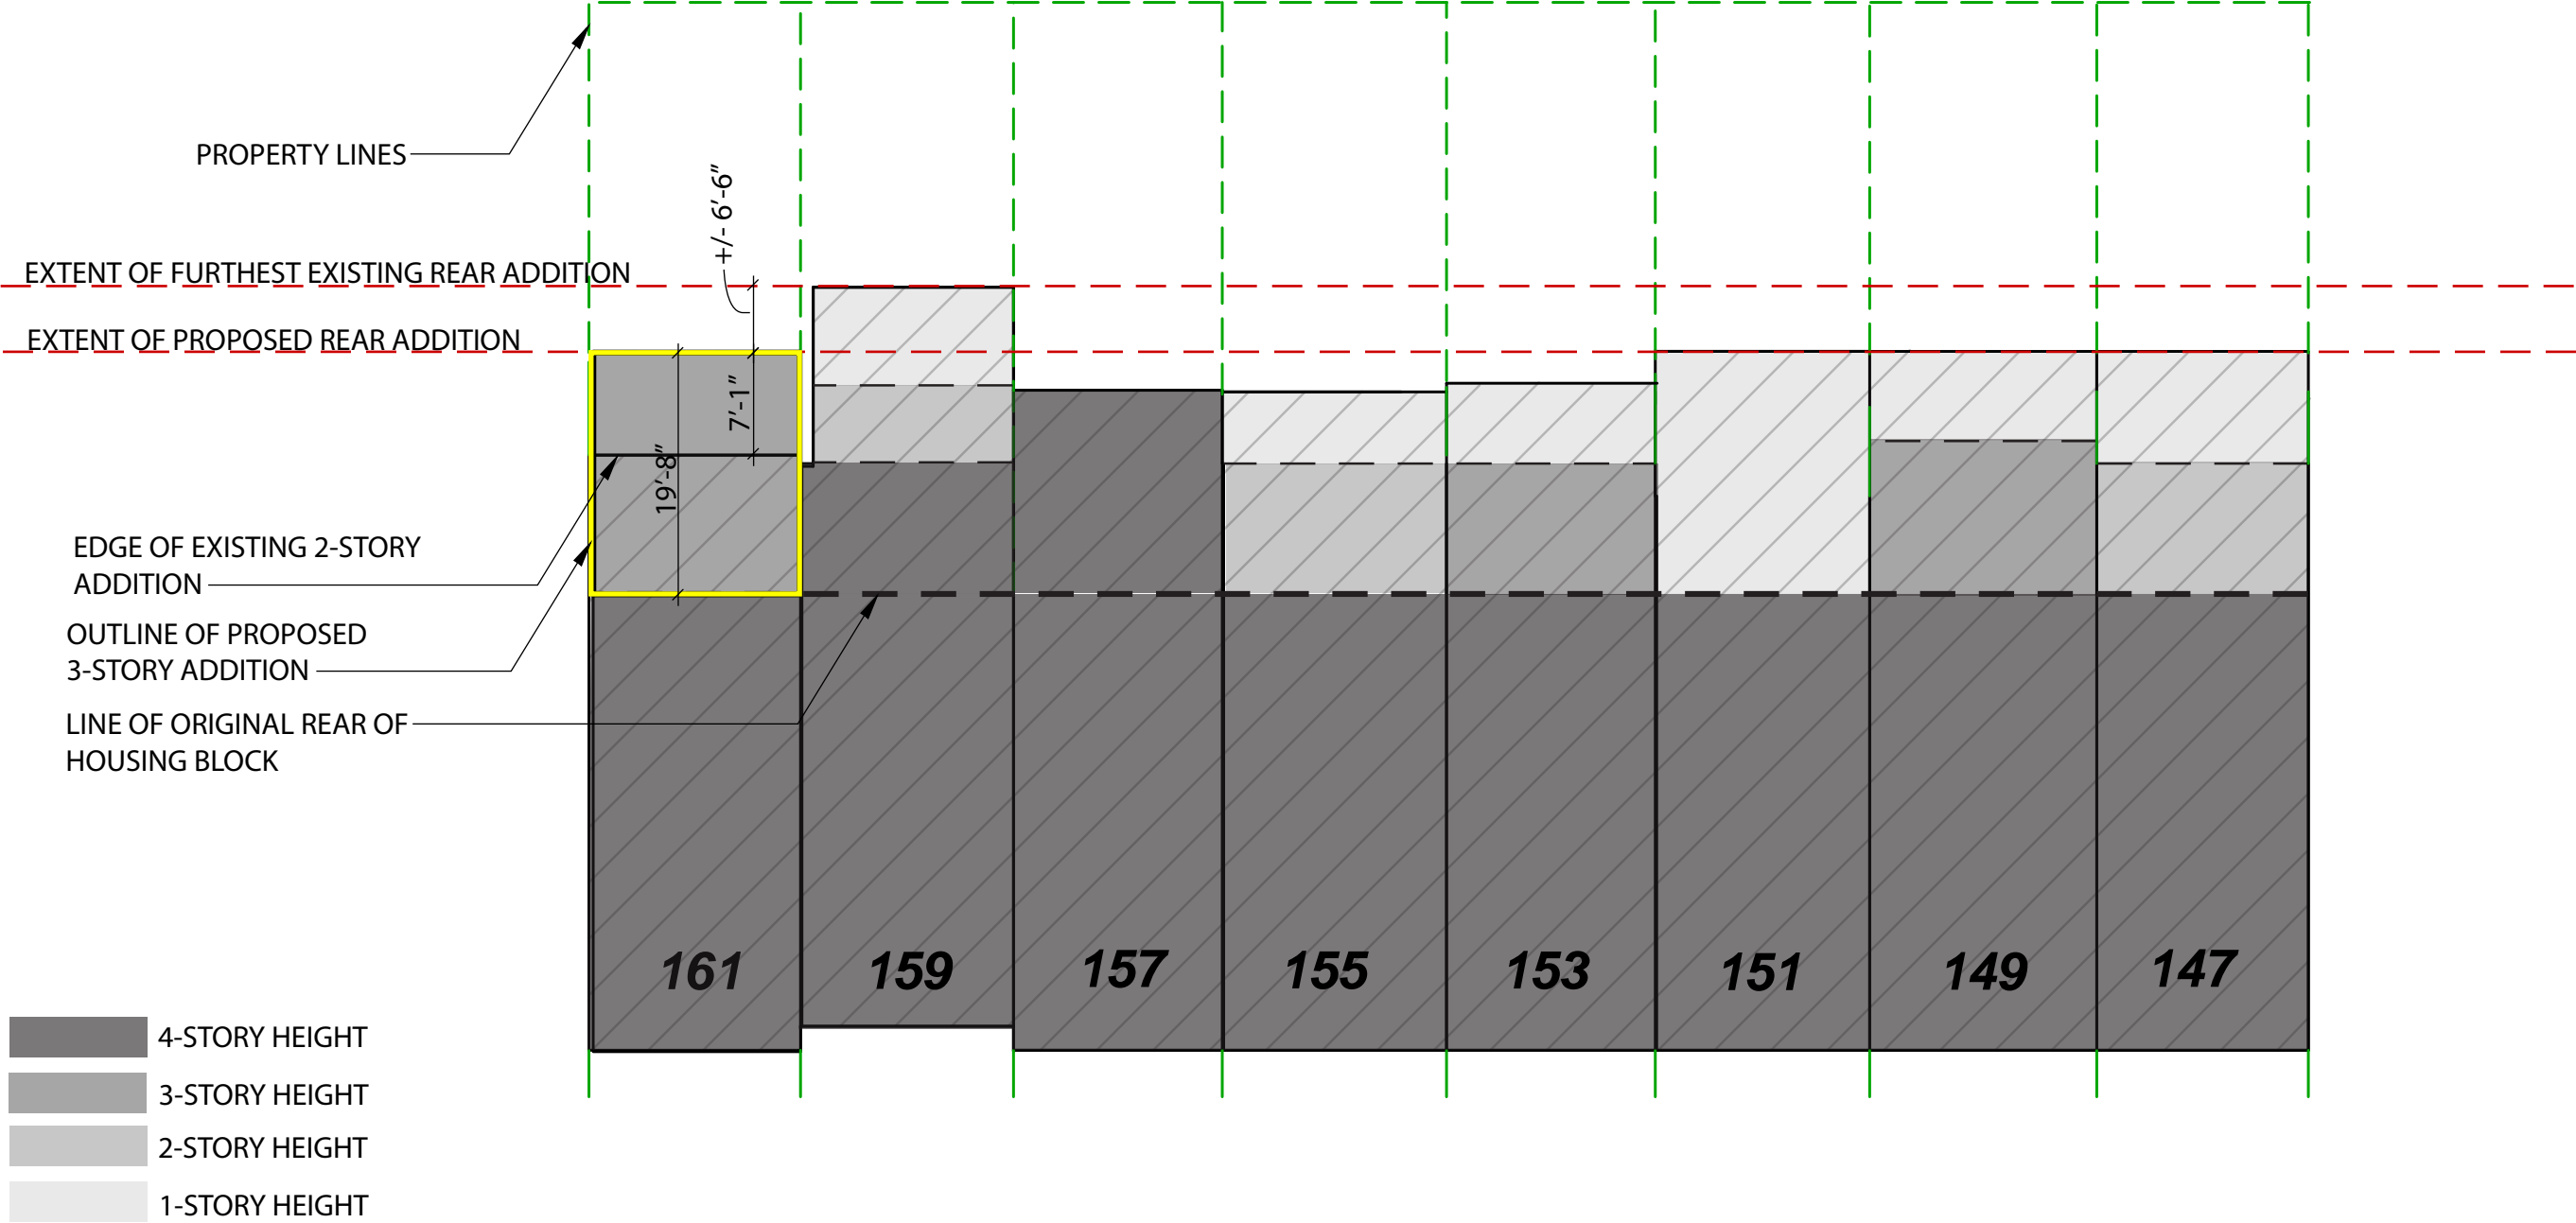 PROPERTY LINES
+/- 6'-6"
EXTENT OF FURTHEST EXISTING REAR ADDITION
EXTENT OF PROPOSED REAR ADDITION
7'-1"
19'-8"
EDGE OF EXISTING 2-STORY
ADDITION
OUTLINE OF PROPOSED
3-STORY ADDITION
LINE OF ORIGINAL REAR OF
HOUSING BLOCK
161 159 157 155 153 151 149 147
4-STORY HEIGHT
3-STORY HEIGHT
2-STORY HEIGHT
1-STORY HEIGHT